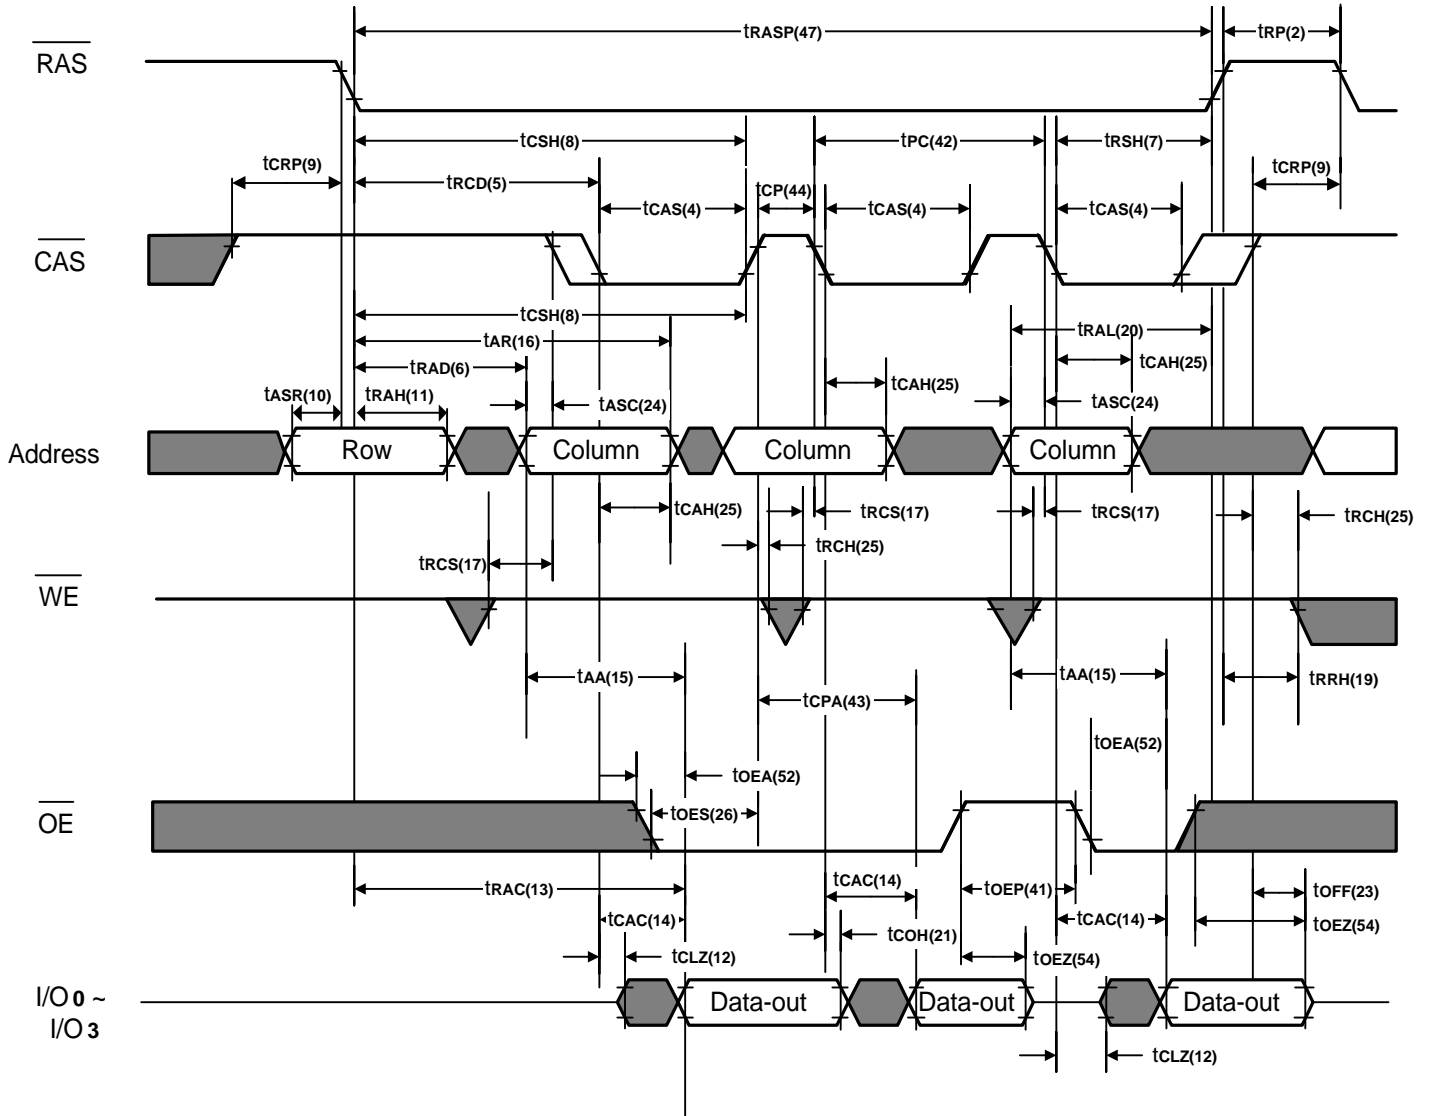 tRASP(47) tRP(2)
RAS
tCSH(8) tPC(42) tRSH(7)
tCRP(9) tRCD(5) tCP(44) tCRP(9)
tCAS(4) tCAS(4) tCAS(4)
CAS
tCSH(8)
tAR(16) tRAL(20)
tRAD(6) tCAH(25) tCAH(25)
tASR(10) tRAH(11) tASC(24) tASC(24)
Address Row Column Column Column
tCAH(25) tRCS(17) tRCS(17) tRCH(25)
tRCS(17) tRCH(25)
WE
tAA(15) tAA(15) tRRH(19)
tCPA(43)
tOEA(52)
tOEA(52)
OE tOES(26)
tRAC(13) tCAC(14) tOEP(41) tOFF(23)
tCAC(14) tCAC(14) tOEZ(54)
tCLZ(12) tCOH(21) tOEZ(54)
I/O 0 ~ Data-out Data-out Data-out
I/O 3
tCLZ(12)